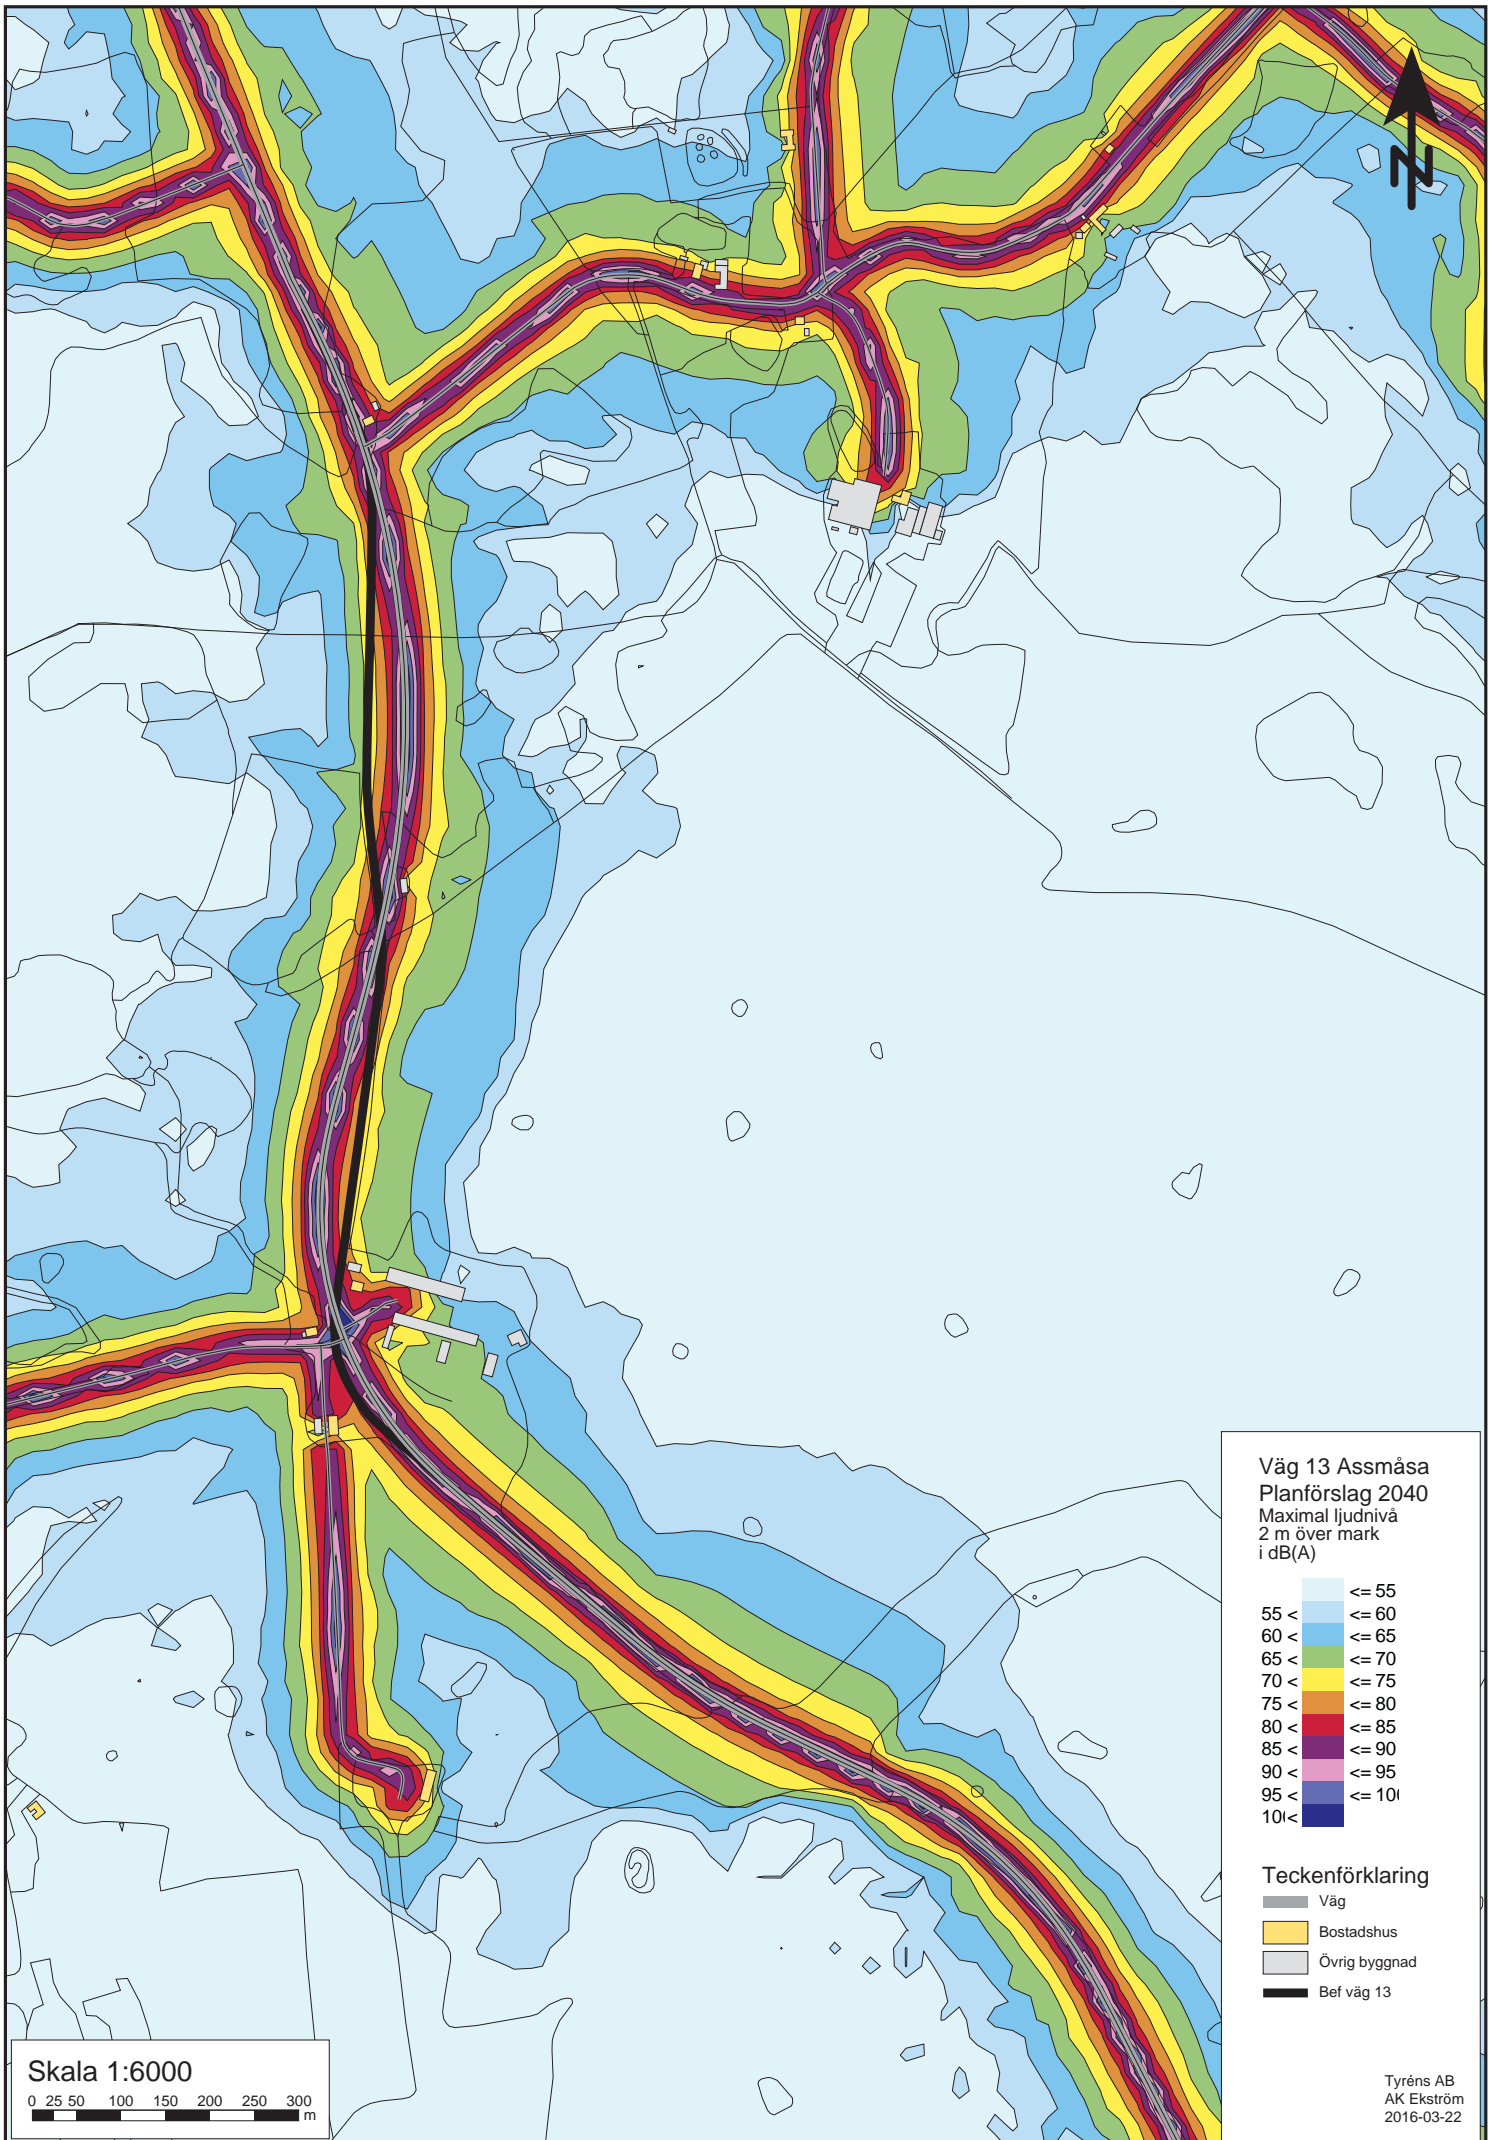 N
Väg 13 Assmåsa
Planförslag 2040
Maximal ljudnivå
2 m över mark
i dB(A)
<= 55
55 < <= 60
60 < <= 65
65 < <= 70
70 < <= 75
75 < <= 80
80 < <= 85
85 < <= 90
90 < <= 95
95 < <= 10
10 <
Teckenförklaring
Väg
Bostadshus
Övrig byggnad
Bef väg 13
Skala 1:6000
0 25 50 100 150 200 250 300
m
Tyréns AB
AK Ekström
2016-03-22